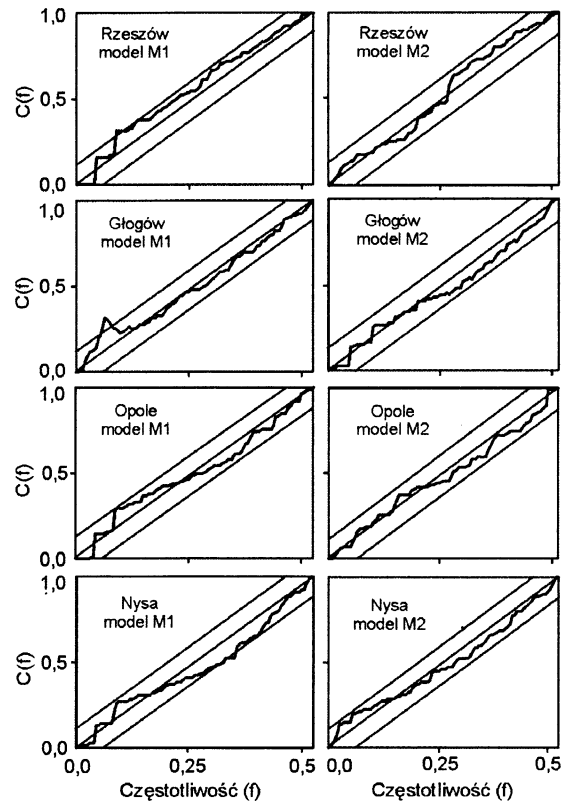 1,0
Rzeszów
model M1
C(f)
0,5
0,0
Rzeszów
model M2
1,0
Głogów
model M1
C(f)
0,5
0,0
Głogów
model M2
1,0
Opole
model M1
C(f)
0,5
0,0
Opole
model M2
1,0
Nysa
model M1
C(f)
0,5
0,0
Nysa
model M2
0,0 0,25 0,5
0,0 0,25 0,5
Częstotliwość (f)
Częstotliwość (f)